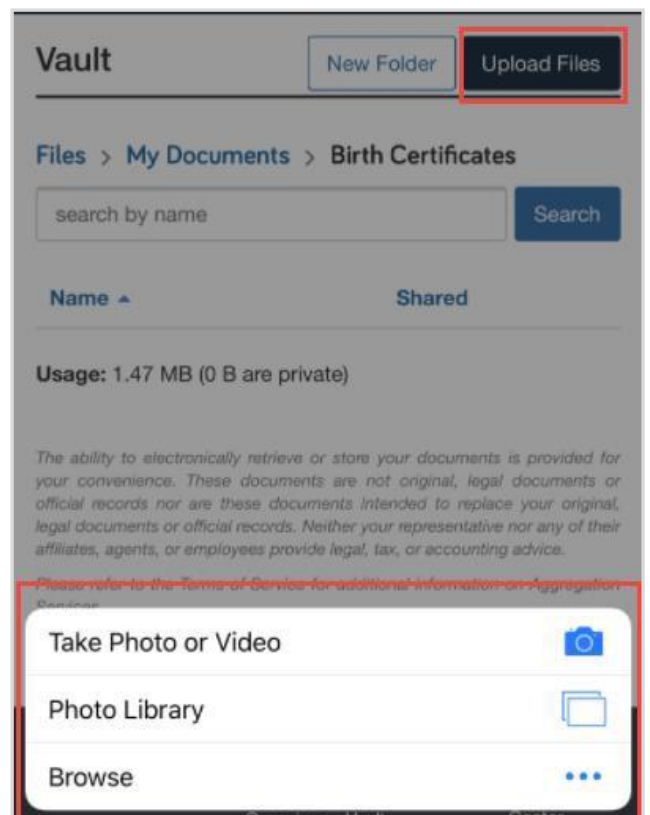 Vault
New Folder
Upload Files
Files > My Documents > Birth Certificates
search by name
Search
Name
Shared
Usage: 1.47 MB (0 B are private)
The ability to electronically retrieve or store your documents is provided for
your convenience. These documents are not original, legal documents or
official records nor are these documents intended to replace your original,
legal documents or official records. Neither your representative nor any of their
affiliates, agents, or employees provide legal, tax, or accounting advice.
Please refer to the Terms of Service for additional information on Aggregation
Services
Take Photo or Video
Photo Library
Browse